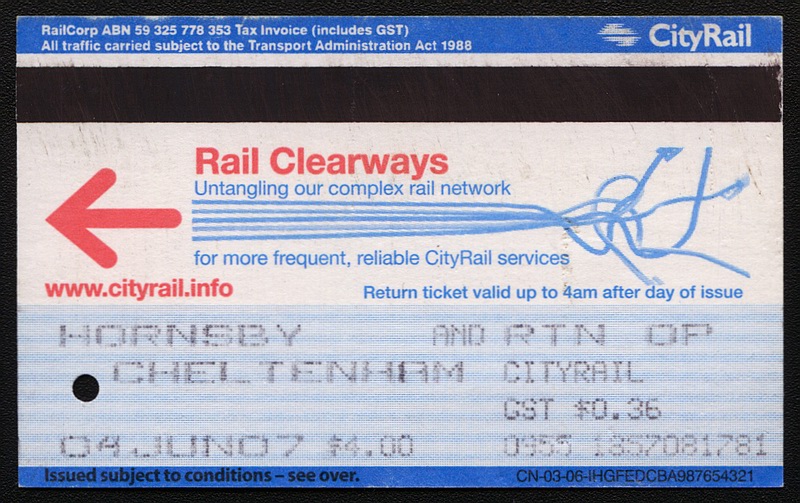 RailCorp ABN 59 325 778 353 Tax Invoice (includes GST)
All traffic carried subject to the Transport Administration Act 1988
CityRail
Rail Clearways
Untangling our complex rail network
for more frequent, reliable CityRail services
www.cityrail.info
Return ticket valid up to 4am after day of issue
HORNSBY AND RTN OP
CHELTENHAM CITYRAIL
GST $0.36
04JUN07 $4.00 0955 1357081781
Issued subject to conditions – see over.
CN-03-06-IHGFEDCBA987654321